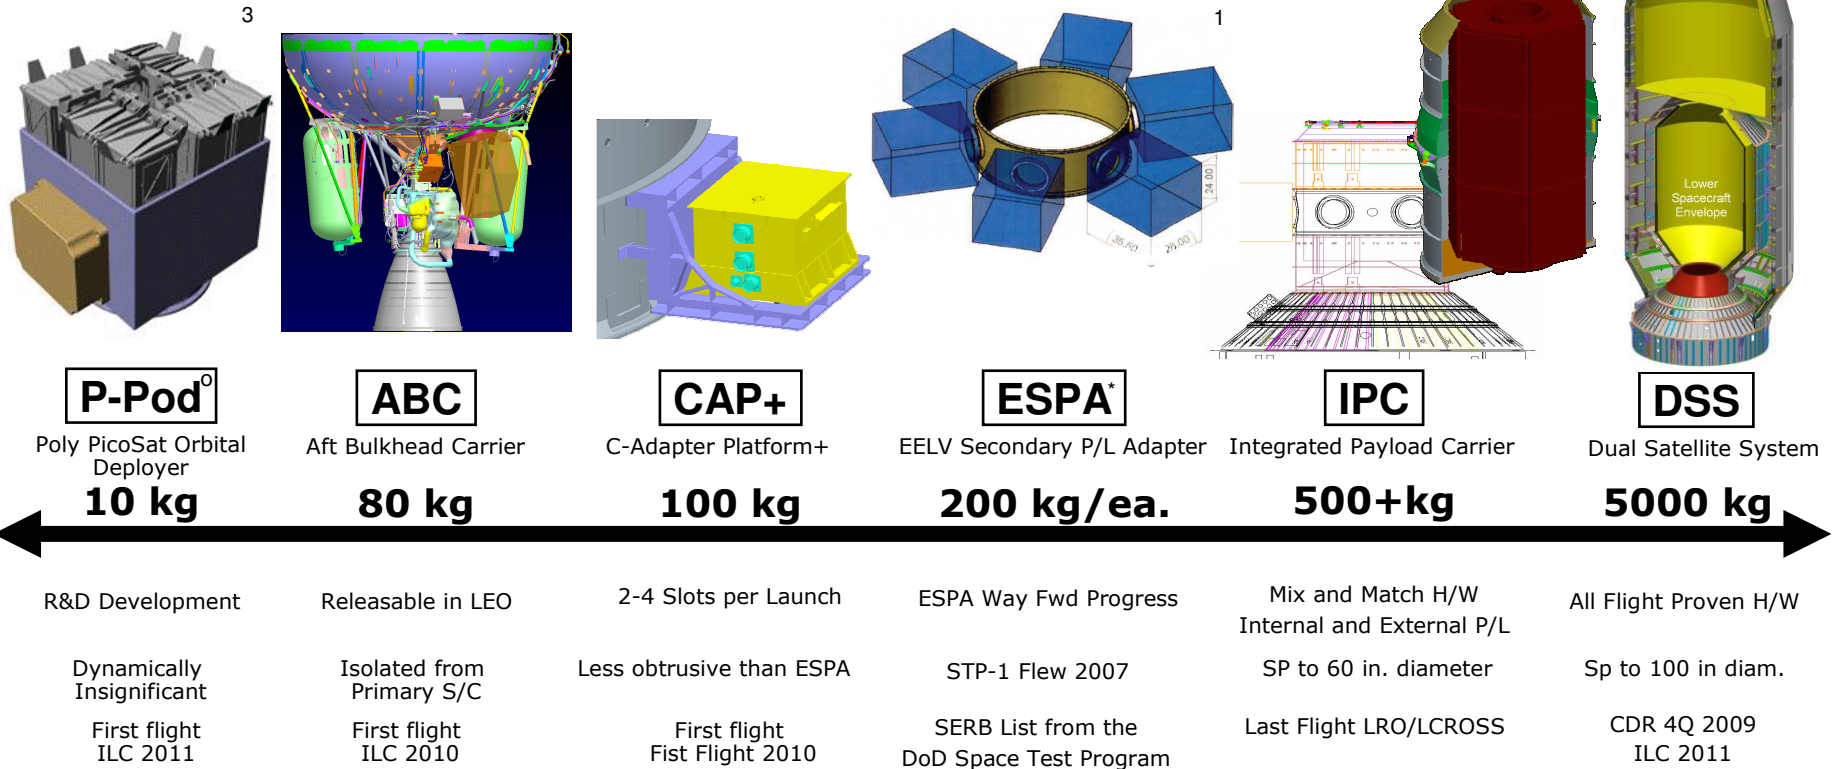 3
1
24.00
(35.50)
28.00)
Lower
Spacecraft
Envelope
P-Pod°
Poly PicoSat Orbital
Deployer
10 kg
ABC
Aft Bulkhead Carrier
80 kg
CAP+
C-Adapter Platform+
100 kg
ESPA*
EELV Secondary P/L Adapter
200 kg/ea.
IPC
Integrated Payload Carrier
500+kg
DSS
Dual Satellite System
5000 kg
R&D Development
Dynamically
Insignificant
First flight
ILC 2011
Releasable in LEO
Isolated from
Primary S/C
First flight
ILC 2010
2-4 Slots per Launch
Less obtrusive than ESPA
First flight
Fist Flight 2010
ESPA Way Fwd Progress
STP-1 Flew 2007
SERB List from the
DoD Space Test Program
Mix and Match H/W
Internal and External P/L
SP to 60 in. diameter
Last Flight LRO/LCROSS
All Flight Proven H/W
Sp to 100 in diam.
CDR 4Q 2009
ILC 2011